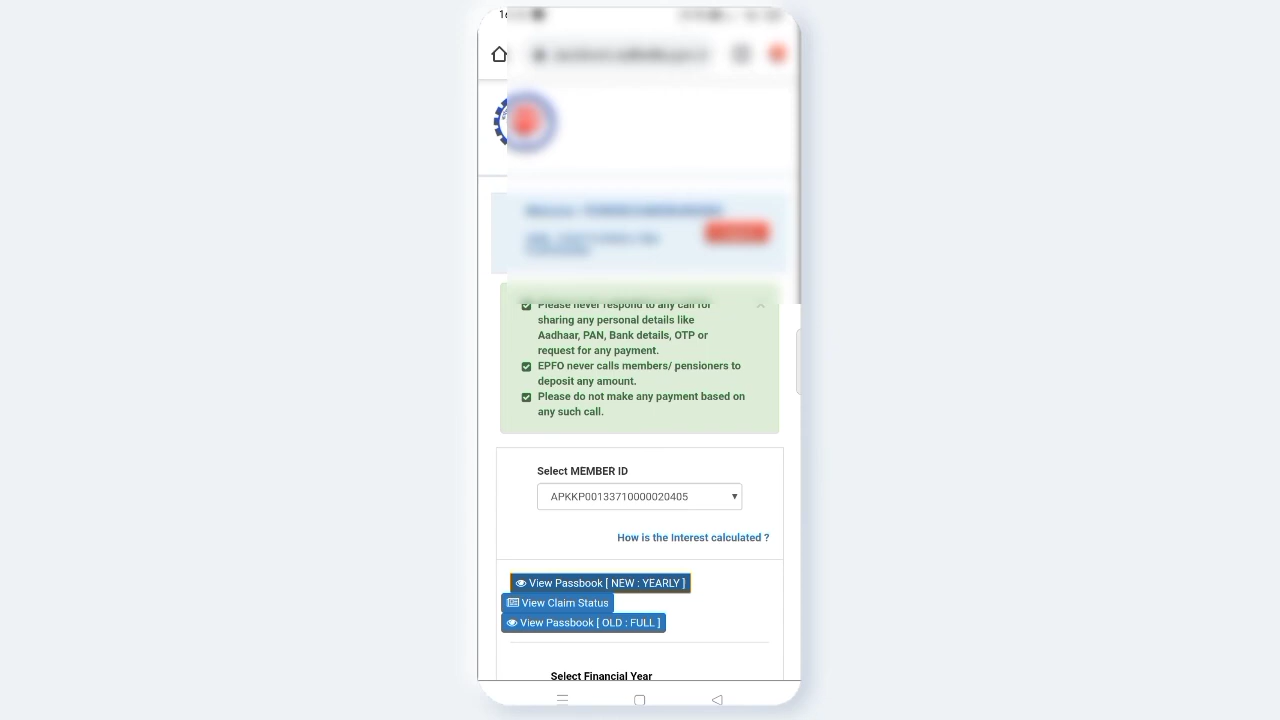 Please never respond to any call for
sharing any personal details like
Aadhaar, PAN, Bank details, OTP or
request for any payment.
EPFO never calls members/ pensioners to
deposit any amount.
Please do not make any payment based on
any such call.
Select MEMBER ID
APKKP00133710000020405
How is the Interest calculated ?
View Passbook [ NEW : YEARLY ]
View Claim Status
View Passbook [ OLD : FULL ]
Select Financial Year